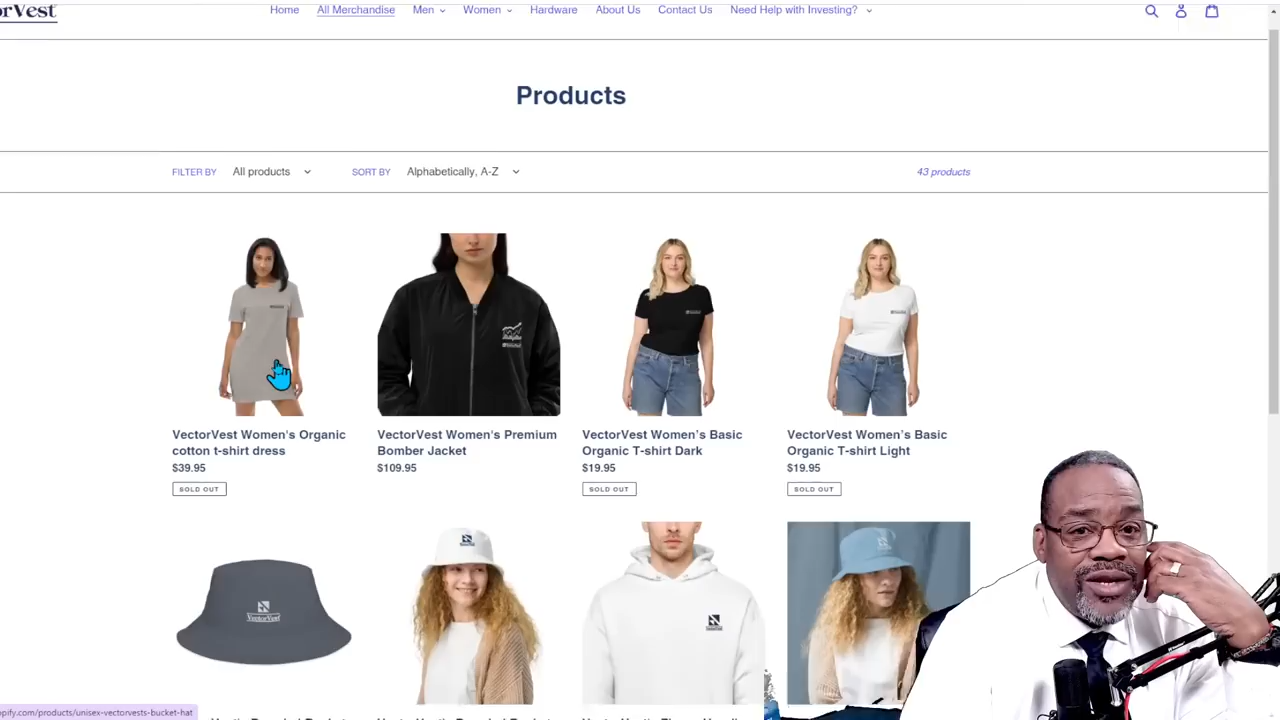 orVest
Home All Merchandise Men Women Hardware About Us Contact Us Need Help with Investing?
Products
FILTER BY All products SORT BY Alphabetically, A-Z 43 products
VectorVest Women's Organic cotton t-shirt dress
$39.95
SOLD OUT
VectorVest Women's Premium Bomber Jacket
$109.95
VectorVest Women's Basic Organic T-shirt Dark
$19.95
SOLD OUT
VectorVest Women's Basic Organic T-shirt Light
$19.95
SOLD OUT
VectorVest
opify.com/products/unisex-vectorvests-bucket-hat